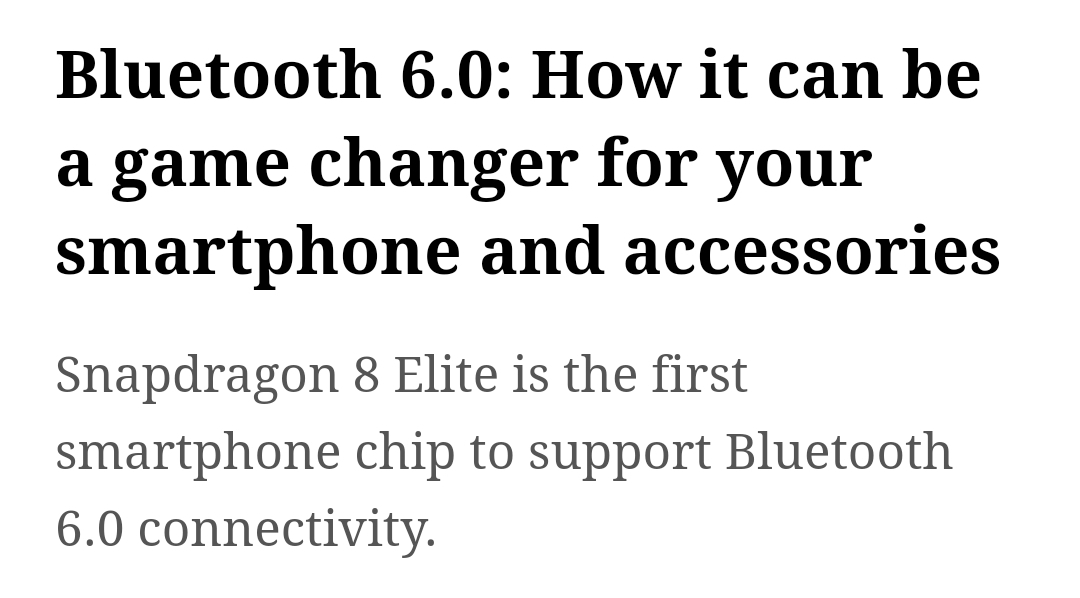 Bluetooth 6.0: How it can be
a game changer for your
smartphone and accessories
Snapdragon 8 Elite is the first
smartphone chip to support Bluetooth
6.0 connectivity.